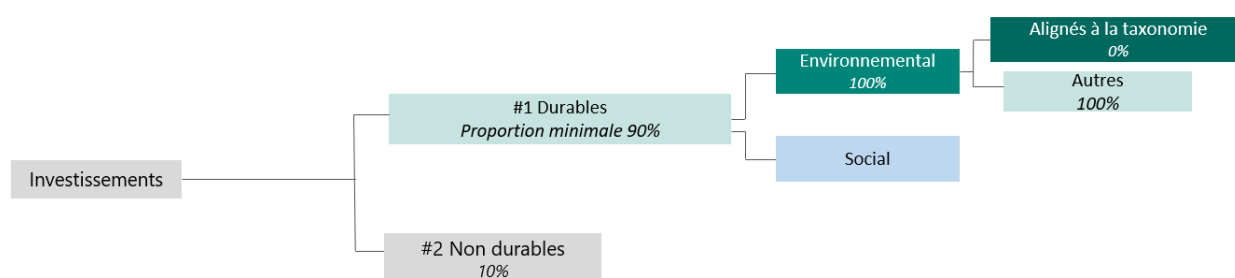 Investissements
#1 Durables
Proportion minimale 90%
#2 Non durables
10%
Environnemental
100%
Social
Alignés à la taxonomie
0%
Autres
100%